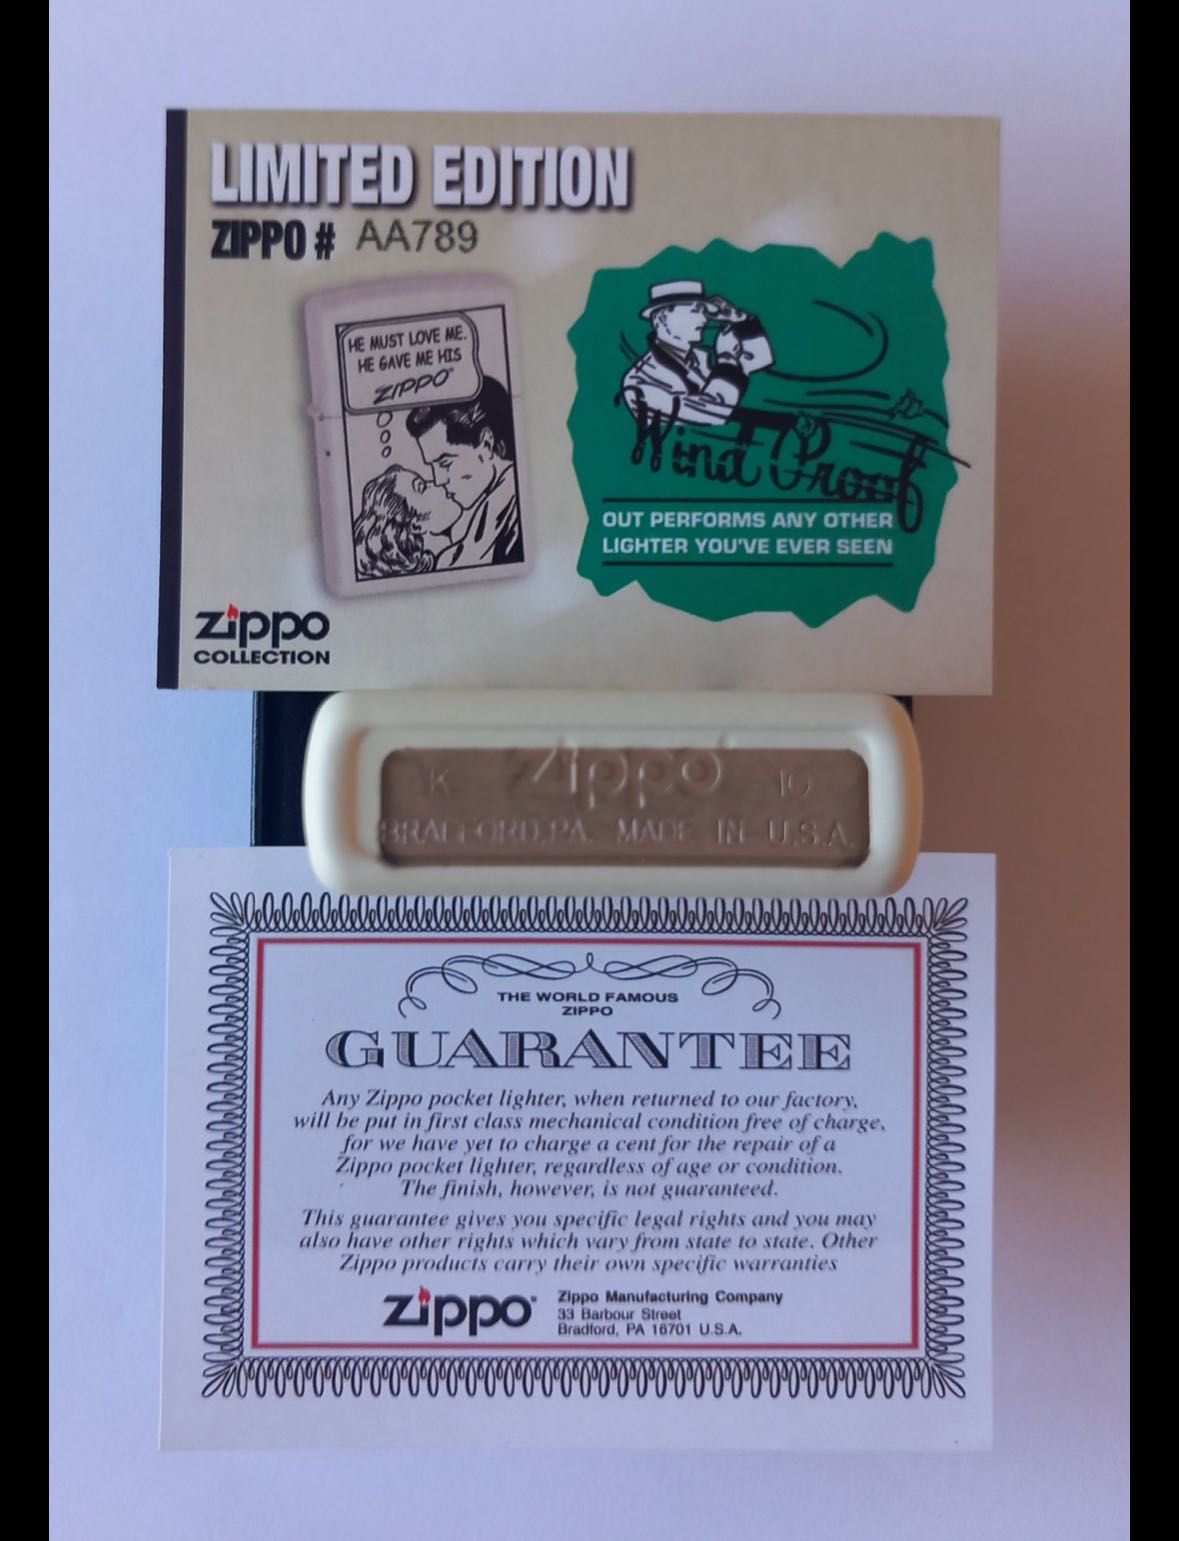 LIMITED EDITION
ZIPPO # AA789
HE MUST LOVE ME.
HE GAVE ME HIS
ZIPPO
Wind Proof
OUT PERFORMS ANY OTHER
LIGHTER YOU'VE EVER SEEN
zippo
COLLECTION
K Zippo 10
BRADFORD, PA. MADE IN U.S.A.
THE WORLD FAMOUS
ZIPPO
GUARANTEE
Any Zippo pocket lighter, when returned to our factory,
will be put in first class mechanical condition free of charge,
for we have yet to charge a cent for the repair of a
Zippo pocket lighter, regardless of age or condition.
The finish, however, is not guaranteed.
This guarantee gives you specific legal rights and you may
also have other rights which vary from state to state. Other
Zippo products carry their own specific warranties
zippo
Zippo Manufacturing Company
33 Barbour Street
Bradford, PA 16701 U.S.A.